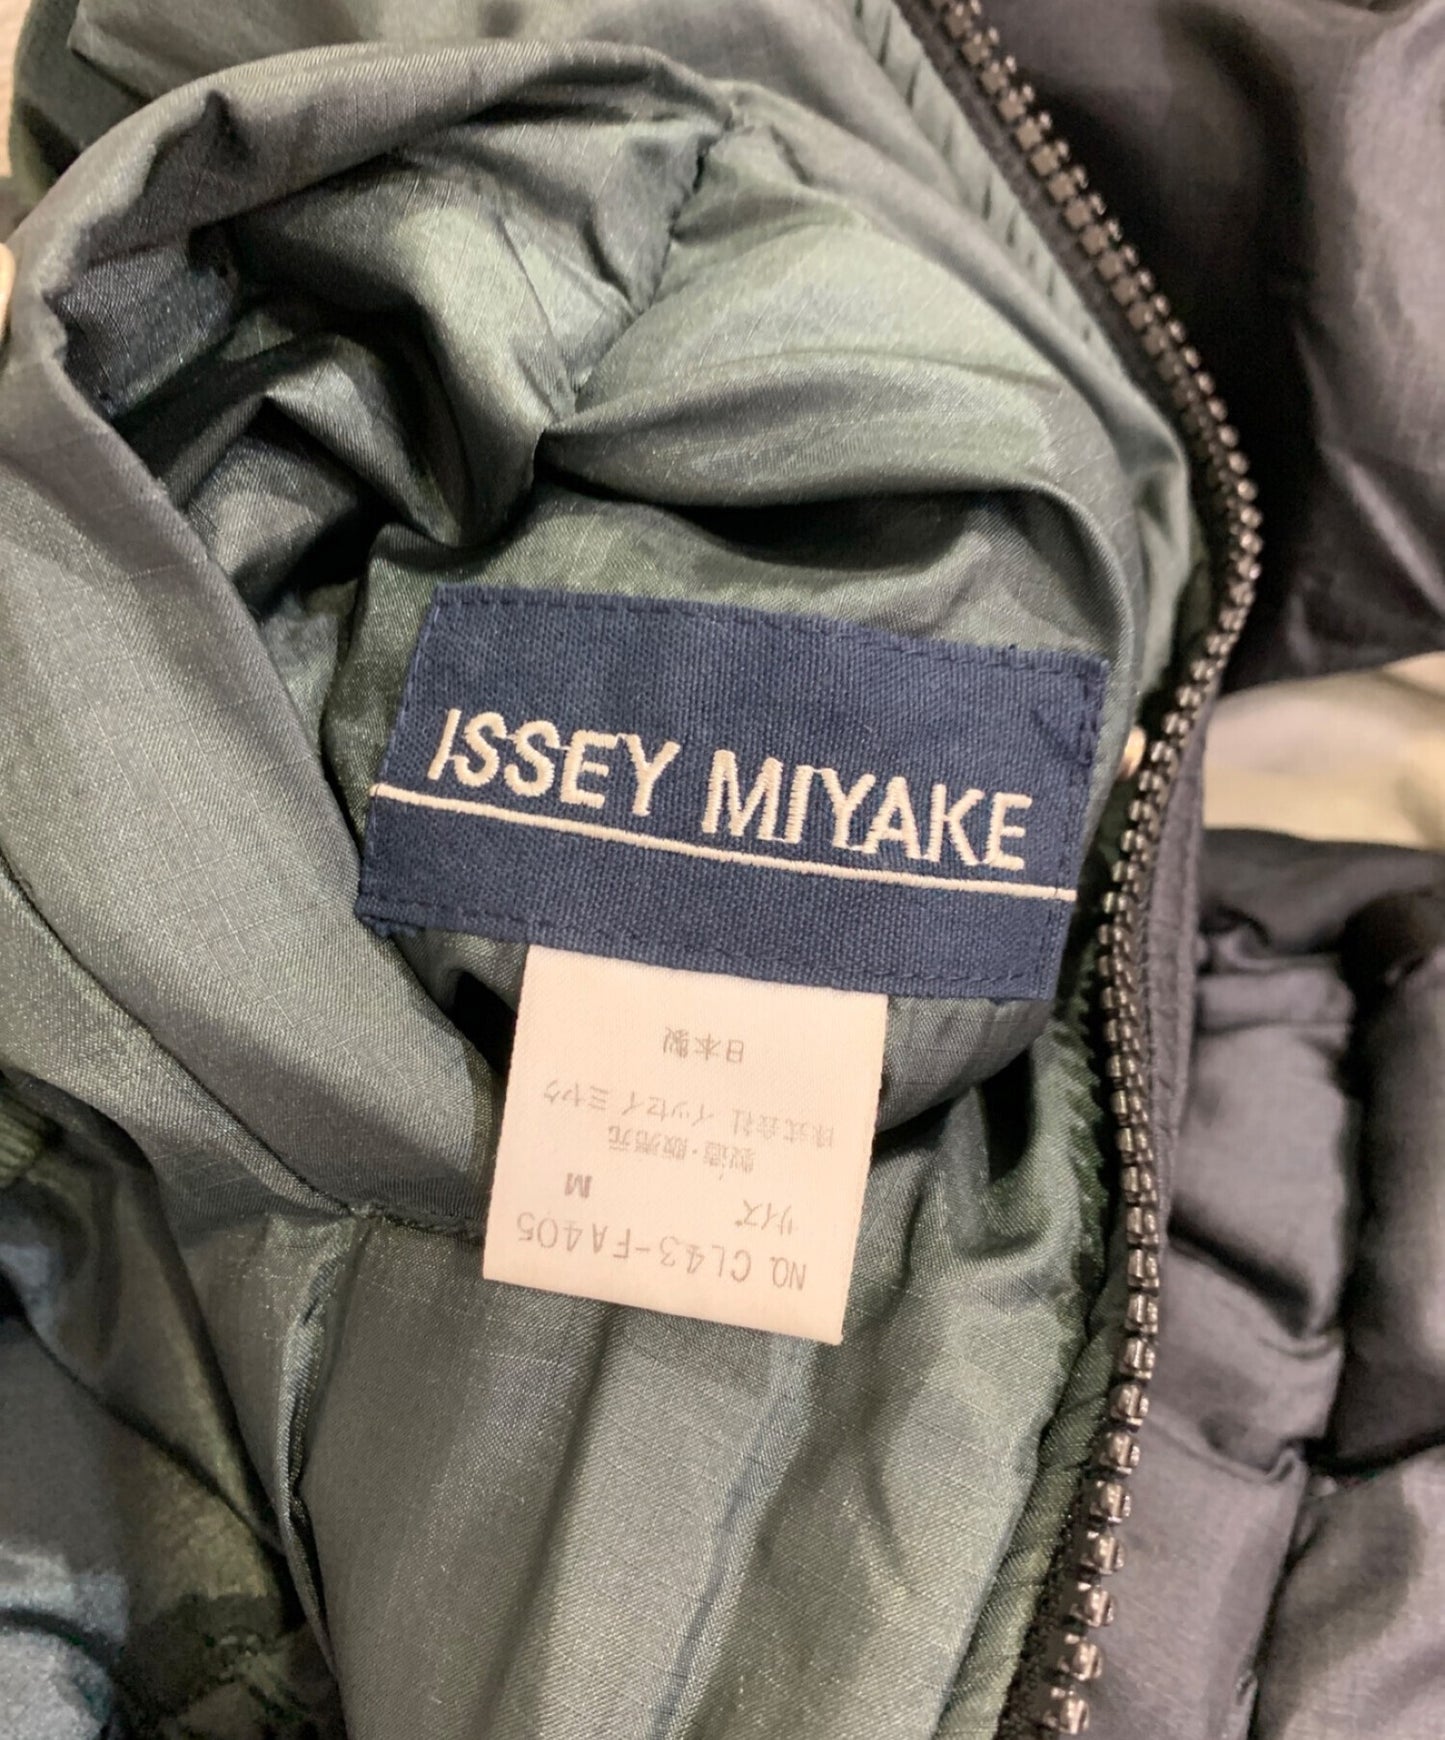 ISSEY MIYAKE
NO. CL43-FA405
サイズ M
製造・販売元
株式会社 イッセイ ミヤケ
日本製